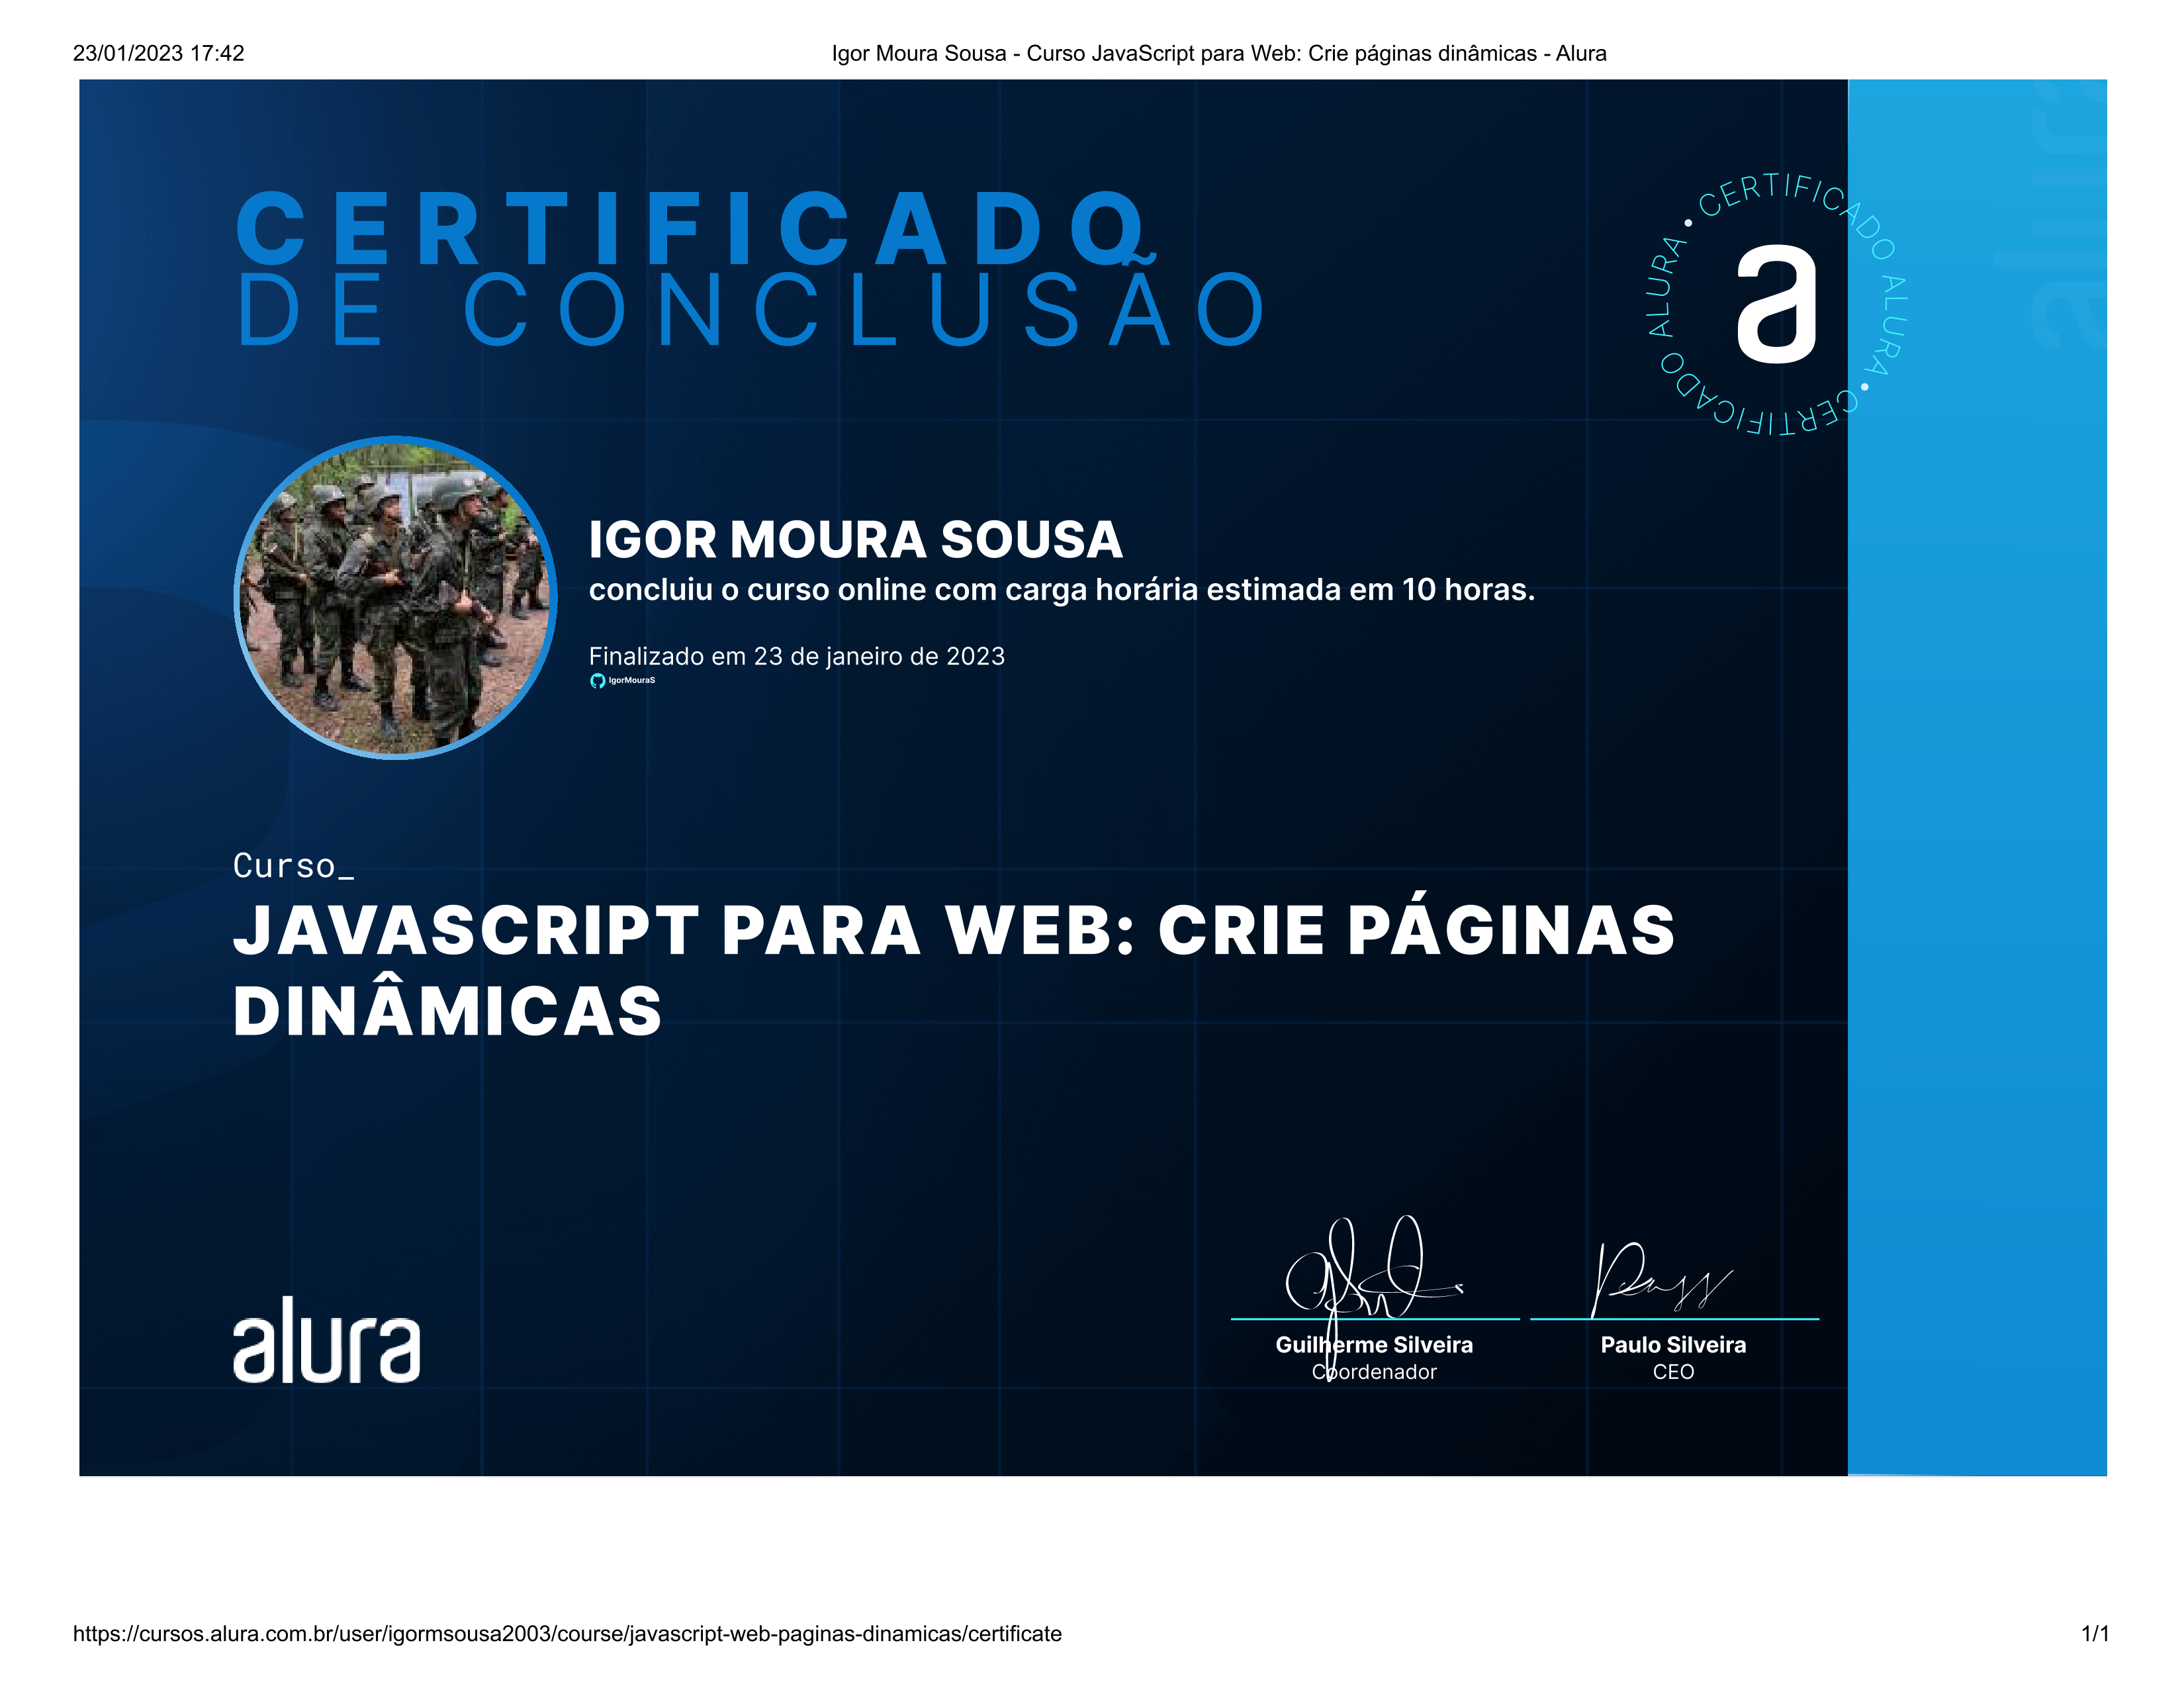 23/01/2023 17:42
Igor Moura Sousa - Curso JavaScript para Web: Crie páginas dinâmicas - Alura
CERTIFICADO
DE CONCLUSÃO
CERTIFICADO ALURA • CERTIFICADO ALURA •
a
alura
IGOR MOURA SOUSA
concluiu o curso online com carga horária estimada em 10 horas.
Finalizado em 23 de janeiro de 2023
IgorMouraS
Curso_
JAVASCRIPT PARA WEB: CRIE PÁGINAS
DINÂMICAS
alura
Guilherme Silveira
Coordenador
Paulo Silveira
CEO
https://cursos.alura.com.br/user/igormsousa2003/course/javascript-web-paginas-dinamicas/certificate
1/1